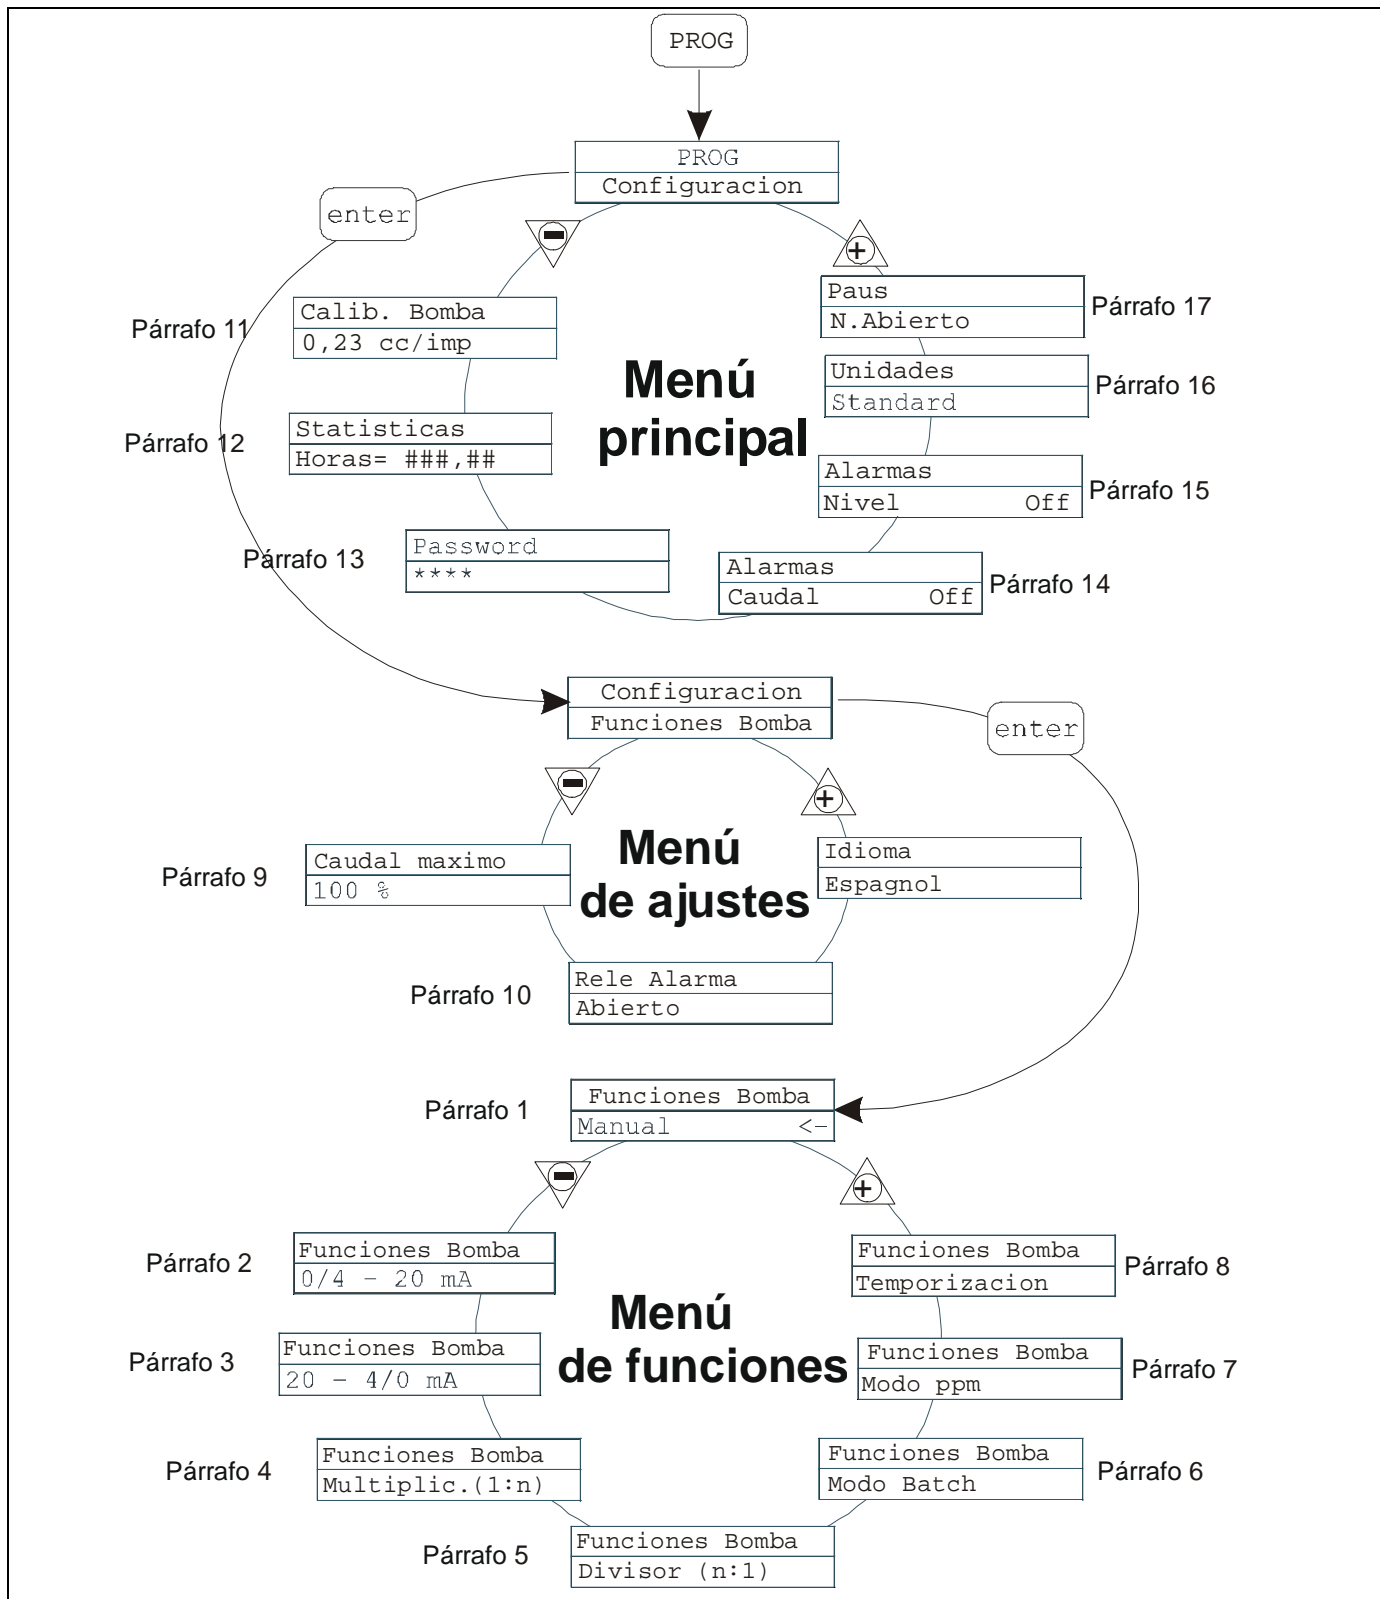 PROG
PROG
Configuracion
enter
Paus
N.Abierto
Párrafo 17
Párrafo 11
Calib. Bomba
0,23 cc/imp
Menú
principal
Unidades
Standard
Párrafo 16
Párrafo 12
Statisticas
Horas= ###,##
Alarmas
Nivel Off
Párrafo 15
Párrafo 13
Password
****
Alarmas
Caudal Off
Párrafo 14
Configuracion
Funciones Bomba
enter
Párrafo 9
Caudal maximo
100 %
Menú
de ajustes
Idioma
Espagnol
Párrafo 10
Rele Alarma
Abierto
Párrafo 1
Funciones Bomba
Manual <-
Párrafo 2
Funciones Bomba
0/4 - 20 mA
Funciones Bomba
Temporizacion
Párrafo 8
Menú
de funciones
Párrafo 3
Funciones Bomba
20 - 4/0 mA
Funciones Bomba
Modo ppm
Párrafo 7
Párrafo 4
Funciones Bomba
Multiplic.(1:n)
Funciones Bomba
Modo Batch
Párrafo 6
Párrafo 5
Funciones Bomba
Divisor (n:1)